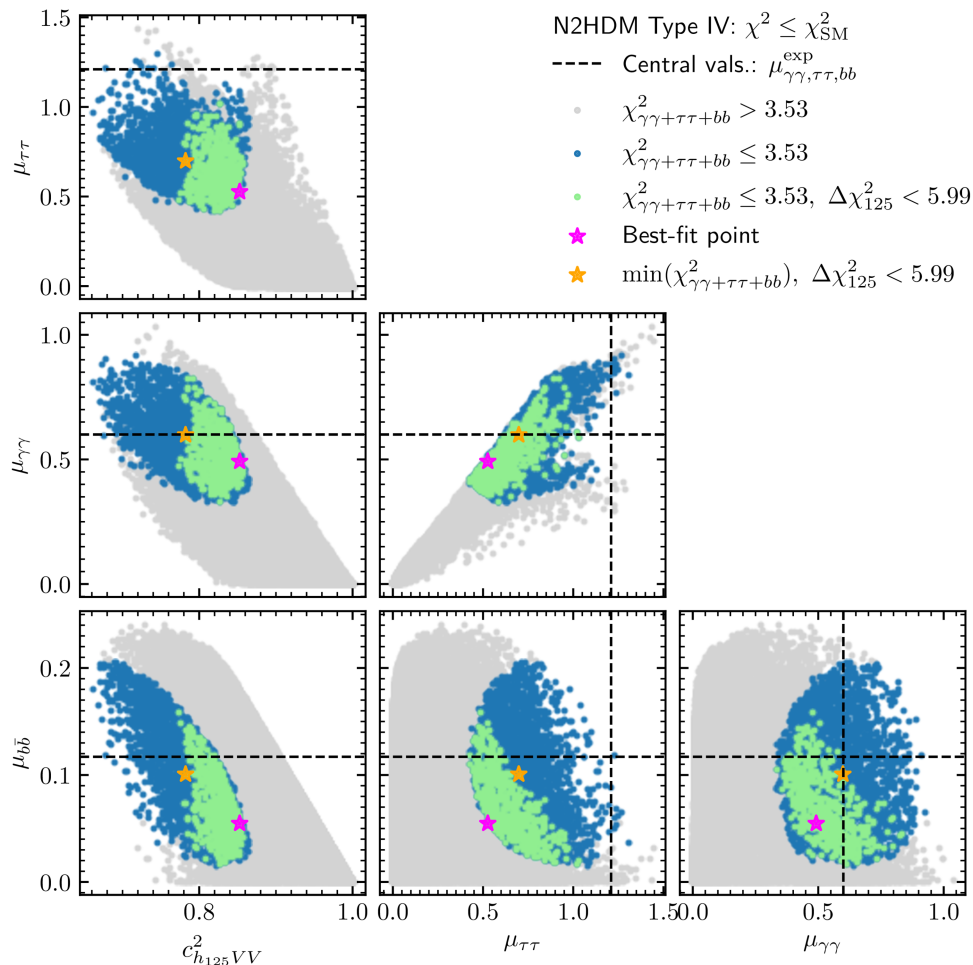 N2HDM Type IV: χ² ≤ χ²_SM
Central vals.: μ^exp_γγ,ττ,bb
χ²_γγ+ττ+bb > 3.53
χ²_γγ+ττ+bb ≤ 3.53
χ²_γγ+ττ+bb ≤ 3.53, Δχ²_125 < 5.99
Best-fit point
min(χ²_γγ+ττ+bb), Δχ²_125 < 5.99
1.5
1.0
0.5
0.0
μ_ττ
1.0
0.5
0.0
μ_γγ
0.2
0.1
0.0
μ_bb̄
0.8 1.0
c²_h₁₂₅VV
0.0 0.5 1.0 1.5
μ_ττ
0.0 0.5 1.0
μ_γγ